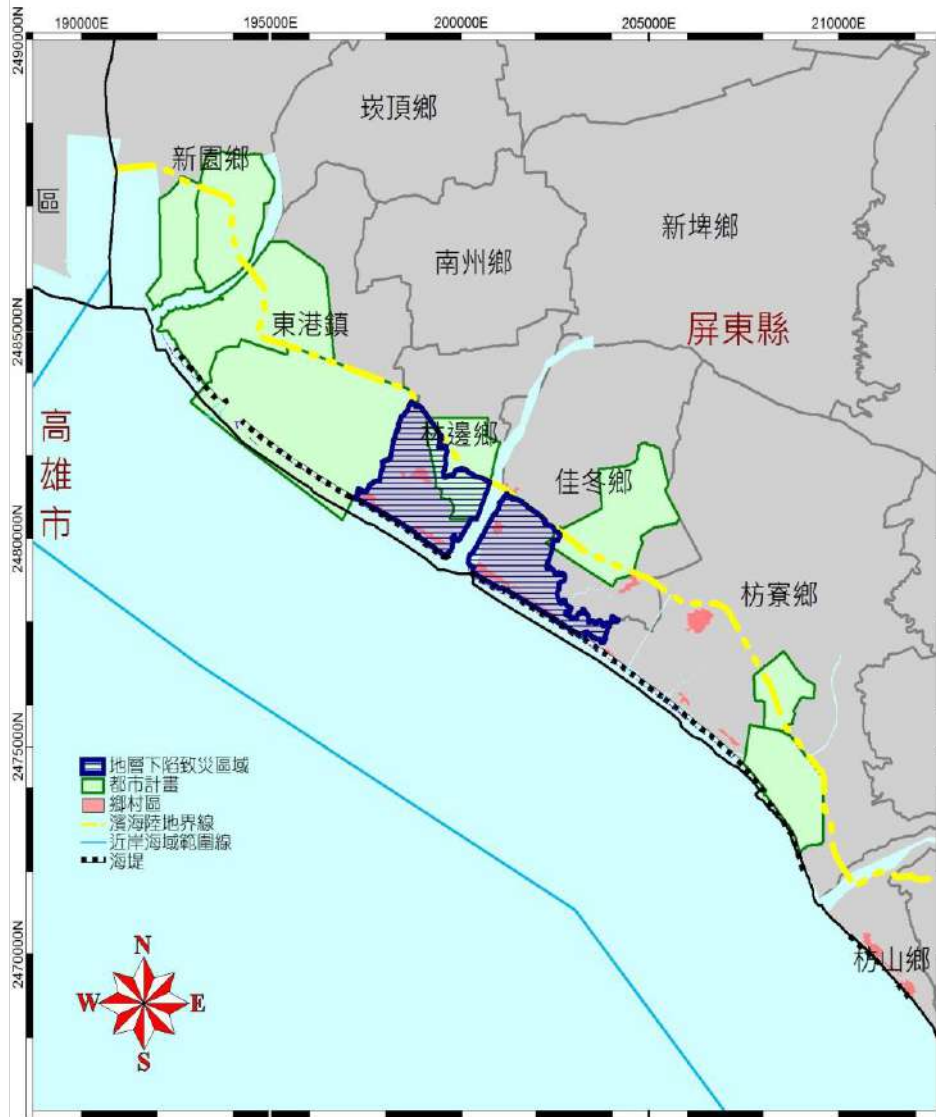 190000E
195000E
200000E
205000E
210000E
2490000N
2485000N
2480000N
2475000N
2470000N
崁頂鄉
新園鄉
區
新埤鄉
南州鄉
東港鎮
屏東縣
高雄市
林邊鄉
佳冬鄉
枋寮鄉
地層下陷致災區域
都市計畫
鄉村區
濱海陸地界線
近岸海域範圍線
海堤
枋山鄉
N
W
E
S